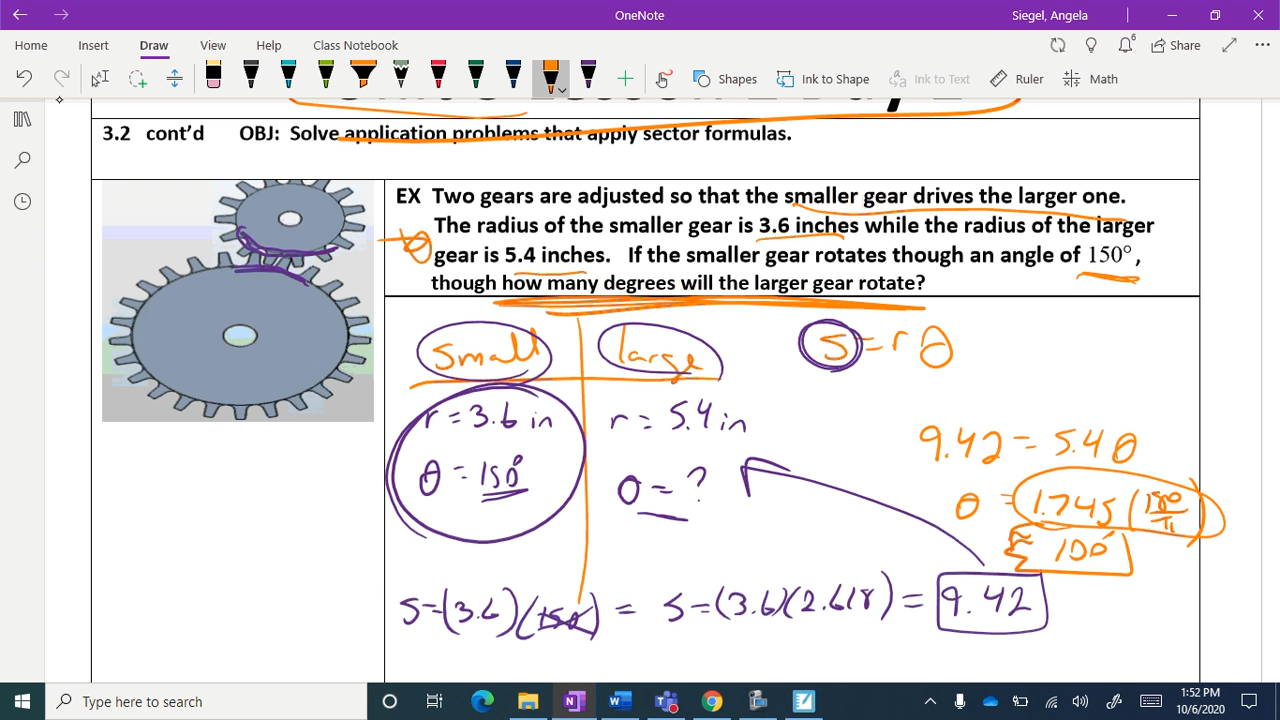 OneNote
Siegel, Angela
Home Insert Draw View Help Class Notebook
6 Share
Shapes Ink to Shape Ink to Text Ruler Math
3.2 cont'd OBJ: Solve application problems that apply sector formulas.
EX Two gears are adjusted so that the smaller gear drives the larger one.
The radius of the smaller gear is 3.6 inches while the radius of the larger
gear is 5.4 inches. If the smaller gear rotates though an angle of 150°,
though how many degrees will the larger gear rotate?
small large S = r θ
r = 3.6 in r = 5.4 in
9.42 = 5.4 θ
θ = 150° θ = ?
θ = 1.745 (180/π)
≈ 100°
S = (3.6)(150°) = S = (3.6)(2.618) = 9.42
Type here to search
1:52 PM
10/6/2020